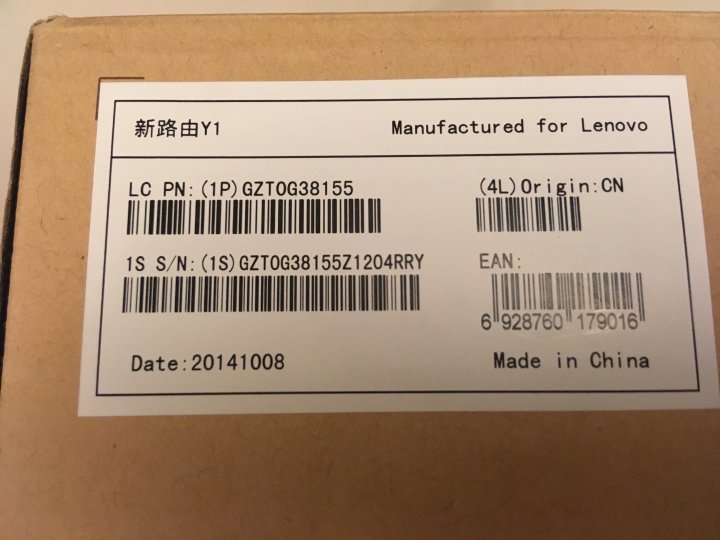 新路由Y1
Manufactured for Lenovo
LC PN:(1P)GZT0G38155
(4L)Origin:CN
1S S/N:(1S)GZT0G38155Z1204RRY
EAN:
6 928760 179016
Date:20141008
Made in China